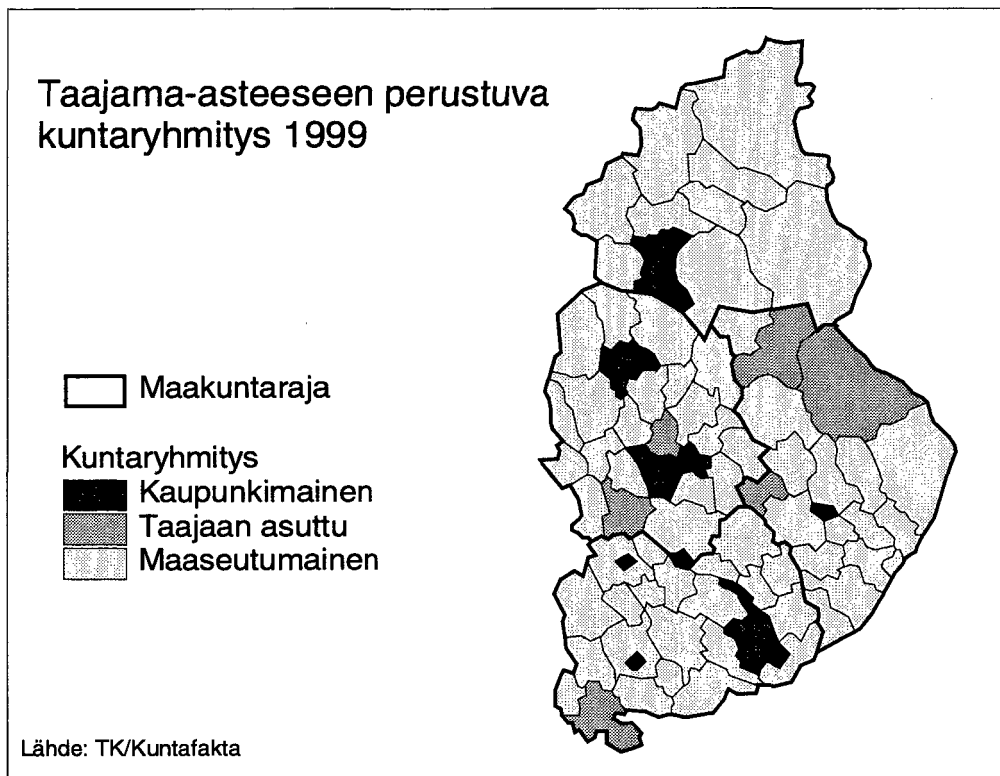 Taajama-asteeseen perustuva
kuntaryhmitys 1999
Maakuntaraja
Kuntaryhmitys
Kaupunkimainen
Taajaan asuttu
Maaseutumainen
Lähde: TK/Kuntafakta